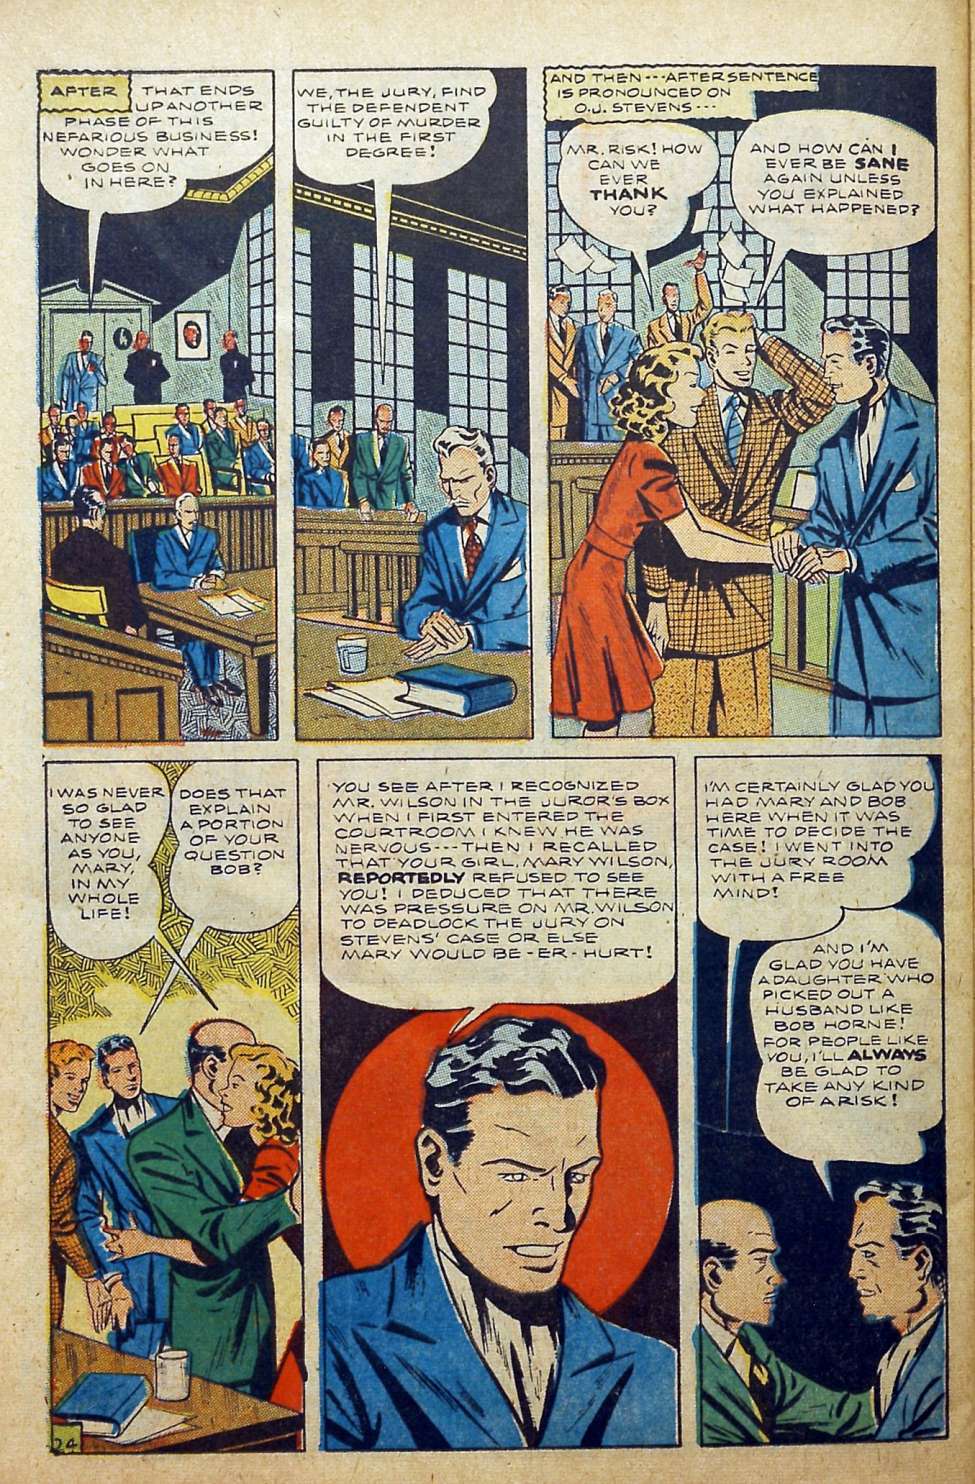 AFTER
THAT ENDS
UP ANOTHER
PHASE OF THIS
NEFARIOUS BUSINESS!
WONDER WHAT
GOES ON
IN HERE?
WE, THE JURY, FIND
THE DEFENDENT
GUILTY OF MURDER
IN THE FIRST
DEGREE!
AND THEN---AFTER SENTENCE
IS PRONOUNCED ON
O.J. STEVENS---
MR. RISK! HOW
CAN WE
EVER
THANK
YOU?
AND HOW CAN I
EVER BE SANE
AGAIN UNLESS
YOU EXPLAINED
WHAT HAPPENED?
I WAS NEVER
SO GLAD
TO SEE
ANYONE
AS YOU,
MARY,
IN MY
WHOLE
LIFE!
DOES THAT
EXPLAIN
A PORTION
OF YOUR
QUESTION
BOB?
YOU SEE AFTER I RECOGNIZED
MR. WILSON IN THE JUROR'S BOX
WHEN I FIRST ENTERED THE
COURTROOM I KNEW HE WAS
NERVOUS---THEN I RECALLED
THAT YOUR GIRL, MARY WILSON,
REPORTEDLY REFUSED TO SEE
YOU! I DEDUCED THAT THERE
WAS PRESSURE ON MR. WILSON
TO DEADLOCK THE JURY ON
STEVENS' CASE OR ELSE
MARY WOULD BE-ER-HURT!
I'M CERTAINLY GLAD YOU
HAD MARY AND BOB
HERE WHEN IT WAS
TIME TO DECIDE THE
CASE! I WENT INTO
THE JURY ROOM
WITH A FREE
MIND!
AND I'M
GLAD YOU HAVE
A DAUGHTER WHO
PICKED OUT A
HUSBAND LIKE
BOB HORNE!
FOR PEOPLE LIKE
YOU, I'LL ALWAYS
BE GLAD TO
TAKE ANY KIND
OF A RISK!
24